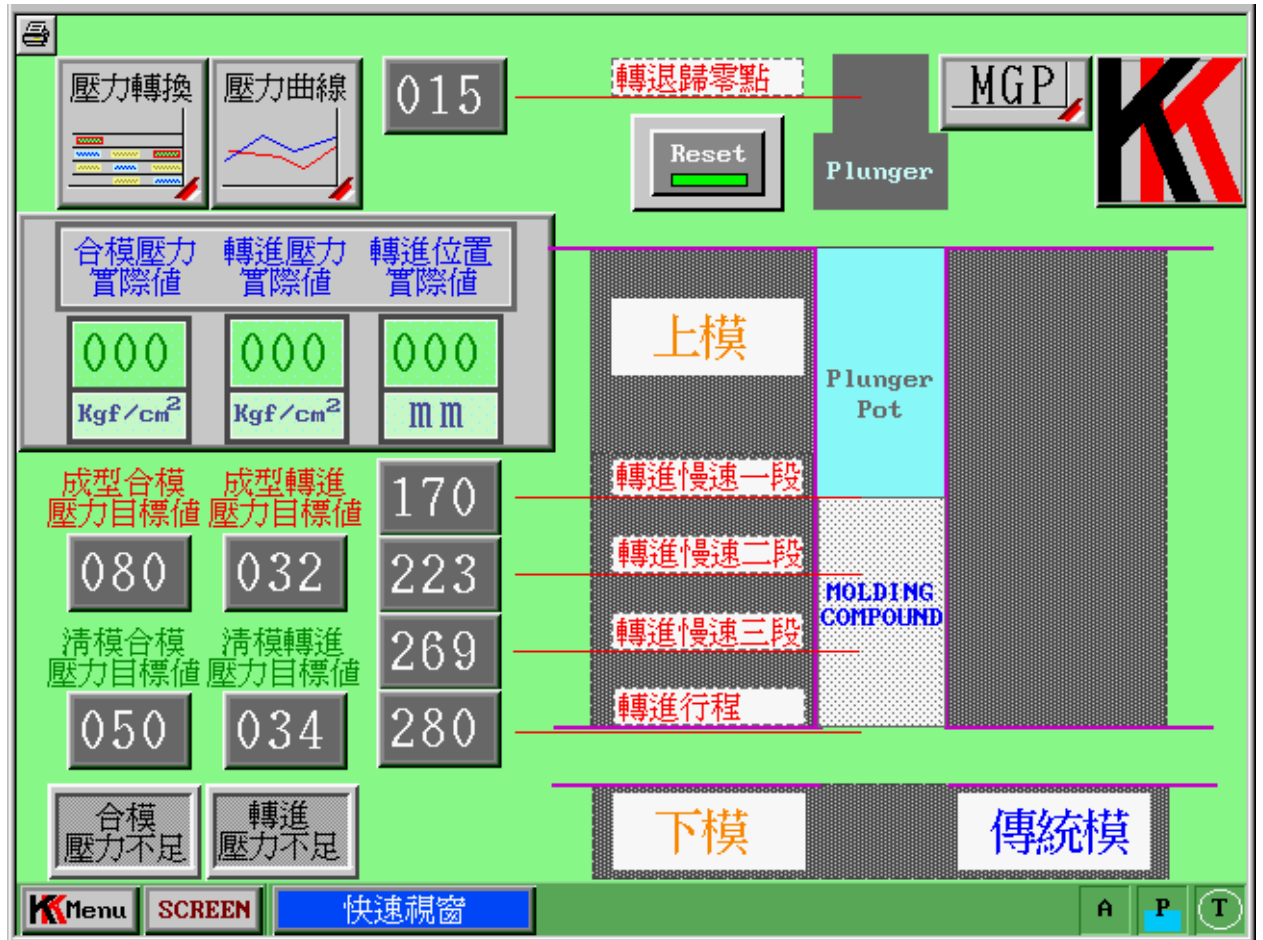 壓力轉換
壓力曲線
015
轉退歸零點
MGP
Reset
Plunger
合模壓力
實際值
轉進壓力
實際值
轉進位置
實際值
000
000
000
Kgf/cm²
Kgf/cm²
mm
上模
Plunger
Pot
成型合模
壓力目標值
成型轉進
壓力目標值
170
轉進慢速一段
080
032
223
轉進慢速二段
MOLDING
COMPOUND
清模合模
壓力目標值
清模轉進
壓力目標值
269
轉進慢速三段
050
034
280
轉進行程
合模
壓力不足
轉進
壓力不足
下模
傳統模
KK Menu
SCREEN
快速視窗
A
P
T